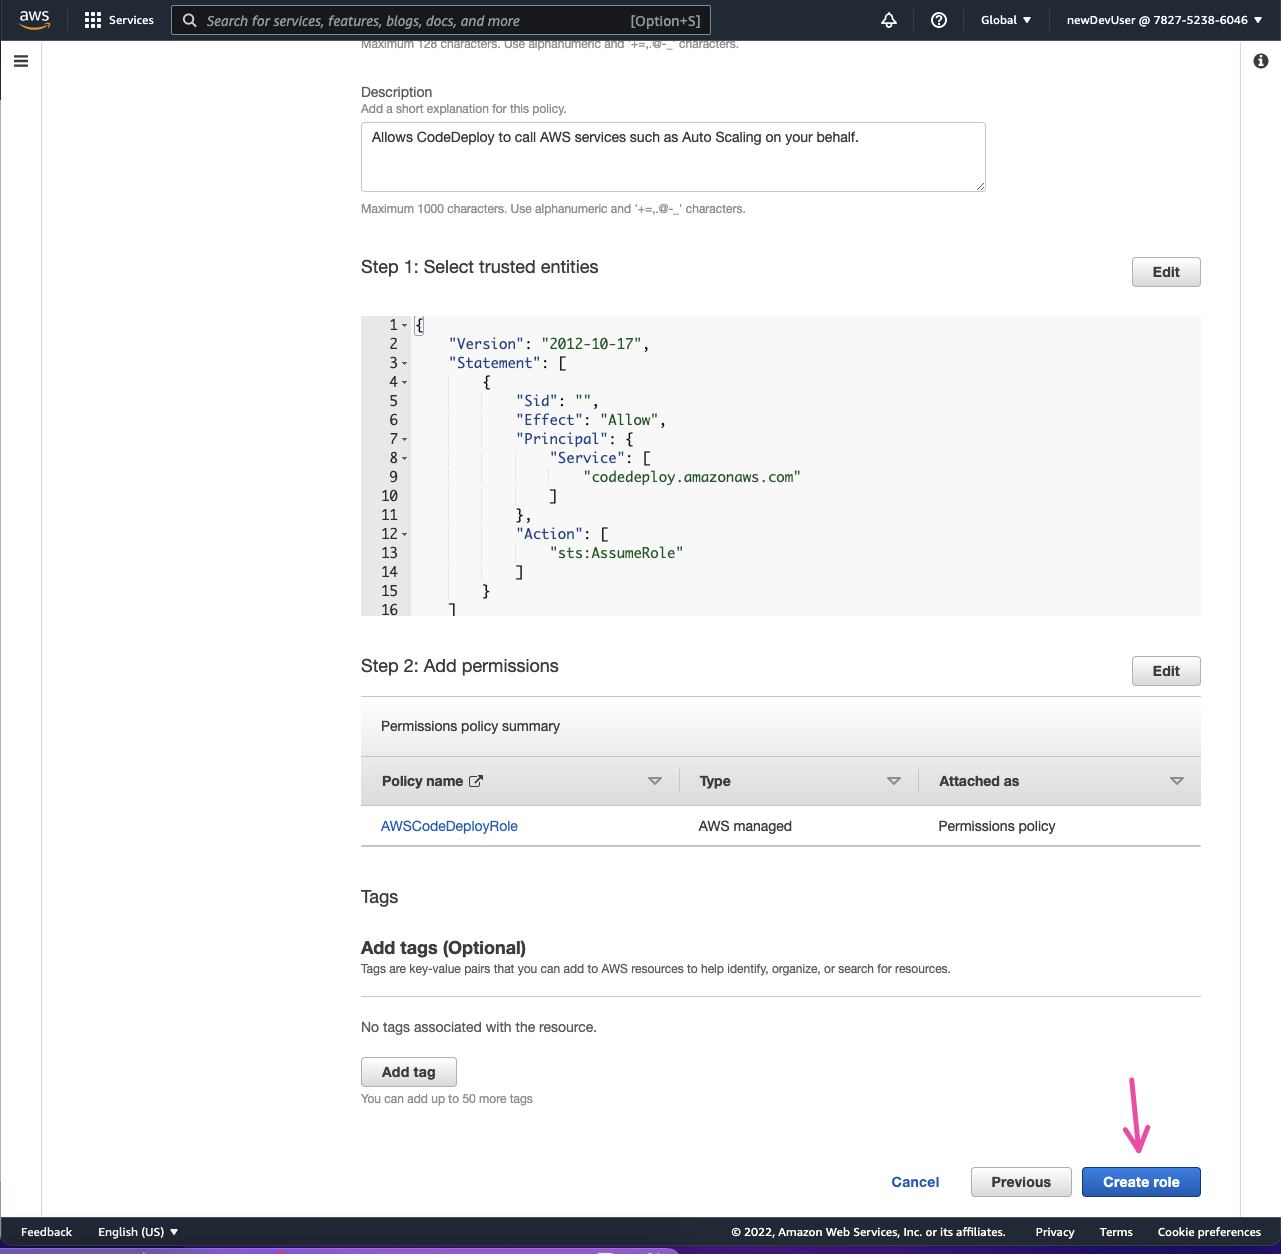 aws Services Search for services, features, blogs, docs, and more [Option+S] Global ▼ newDevUser @ 7827-5238-6046 ▼
Maximum 128 characters. Use alphanumeric and '+=,.@-_' characters.
Description
Add a short explanation for this policy.
Allows CodeDeploy to call AWS services such as Auto Scaling on your behalf.
Maximum 1000 characters. Use alphanumeric and '+=,.@-_' characters.
Step 1: Select trusted entities
Edit
1 {
2 "Version": "2012-10-17",
3 "Statement": [
4 {
5 "Sid": "",
6 "Effect": "Allow",
7 "Principal": {
8 "Service": [
9 "codedeploy.amazonaws.com"
10 ]
11 },
12 "Action": [
13 "sts:AssumeRole"
14 ]
15 }
16 ]
Step 2: Add permissions
Edit
Permissions policy summary
Policy name Type Attached as
AWSCodeDeployRole AWS managed Permissions policy
Tags
Add tags (Optional)
Tags are key-value pairs that you can add to AWS resources to help identify, organize, or search for resources.
No tags associated with the resource.
Add tag
You can add up to 50 more tags
Cancel Previous Create role
Feedback English (US) ▼ © 2022, Amazon Web Services, Inc. or its affiliates. Privacy Terms Cookie preferences